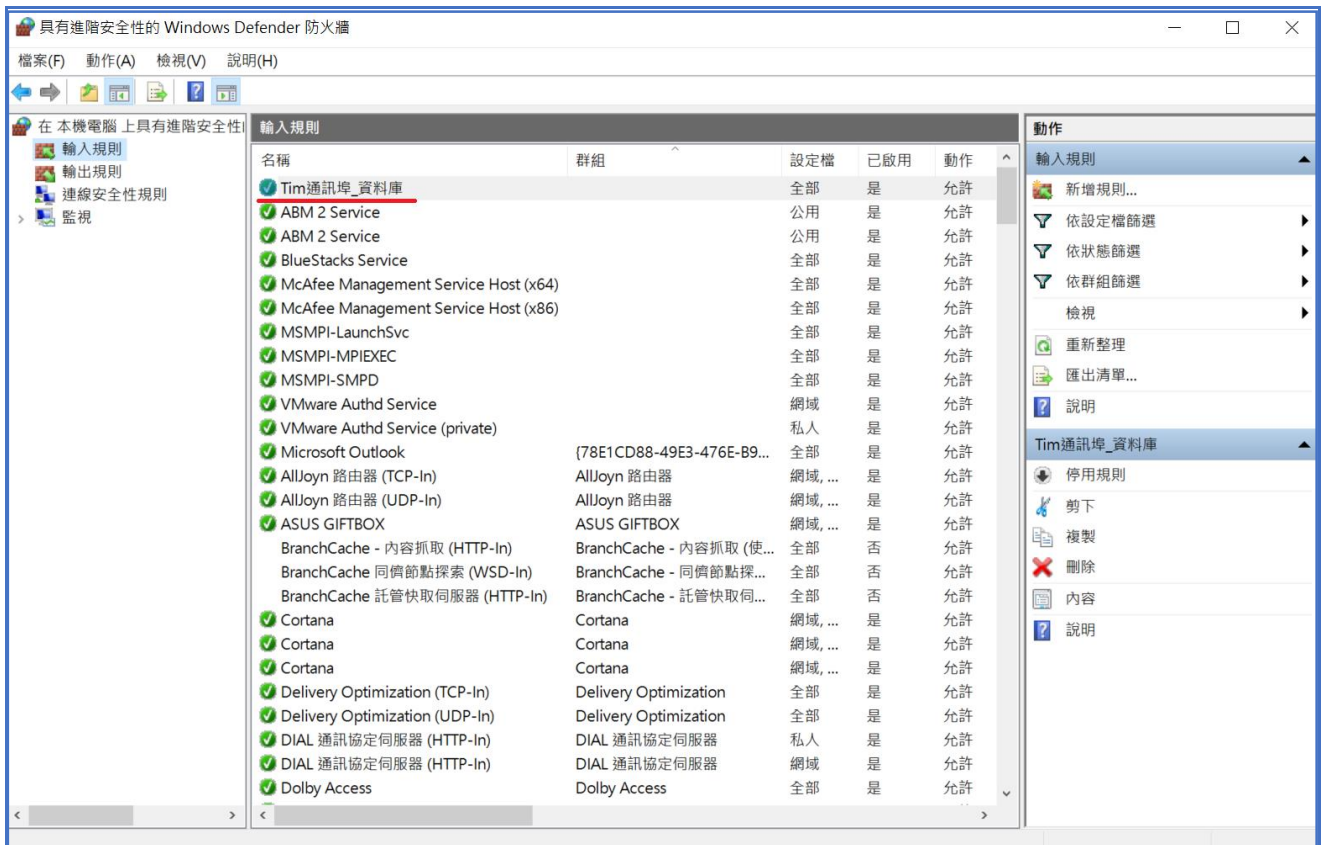 具有進階安全性的 Windows Defender 防火牆
檔案(F) 動作(A) 檢視(V) 說明(H)
在 本機電腦 上具有進階安全性
輸入規則
輸出規則
連線安全性規則
監視
輸入規則
名稱 群組 設定檔 已啟用 動作
Tim通訊埠_資料庫 全部 是 允許
ABM 2 Service 公用 是 允許
ABM 2 Service 公用 是 允許
BlueStacks Service 全部 是 允許
McAfee Management Service Host (x64) 全部 是 允許
McAfee Management Service Host (x86) 全部 是 允許
MSMPI-LaunchSvc 全部 是 允許
MSMPI-MPIEXEC 全部 是 允許
MSMPI-SMPD 全部 是 允許
VMware Authd Service 網域 是 允許
VMware Authd Service (private) 私人 是 允許
Microsoft Outlook {78E1CD88-49E3-476E-B9... 全部 是 允許
AllJoyn 路由器 (TCP-In) AllJoyn 路由器 網域, ... 是 允許
AllJoyn 路由器 (UDP-In) AllJoyn 路由器 網域, ... 是 允許
ASUS GIFTBOX ASUS GIFTBOX 網域, ... 是 允許
BranchCache - 內容抓取 (HTTP-In) BranchCache - 內容抓取 (使... 全部 否 允許
BranchCache 同儕節點探索 (WSD-In) BranchCache - 同儕節點探... 全部 否 允許
BranchCache 託管快取伺服器 (HTTP-In) BranchCache - 託管快取伺... 全部 否 允許
Cortana Cortana 網域, ... 是 允許
Cortana Cortana 網域, ... 是 允許
Cortana Cortana 網域, ... 是 允許
Delivery Optimization (TCP-In) Delivery Optimization 全部 是 允許
Delivery Optimization (UDP-In) Delivery Optimization 全部 是 允許
DIAL 通訊協定伺服器 (HTTP-In) DIAL 通訊協定伺服器 私人 是 允許
DIAL 通訊協定伺服器 (HTTP-In) DIAL 通訊協定伺服器 網域 是 允許
Dolby Access Dolby Access 全部 是 允許
動作
輸入規則
新增規則...
依設定檔篩選
依狀態篩選
依群組篩選
檢視
重新整理
匯出清單...
說明
Tim通訊埠_資料庫
停用規則
剪下
複製
刪除
內容
說明